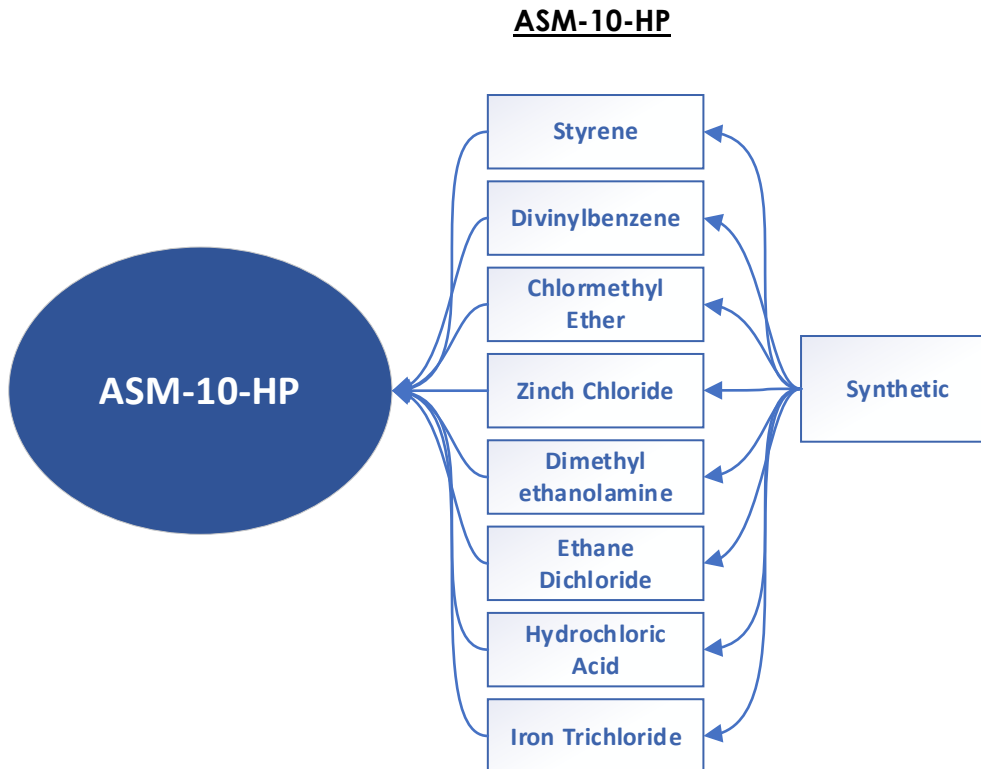 ASM-10-HP
Styrene
Divinylbenzene
Chlormethyl
Ether
Zinch Chloride
Dimethyl
ethanolamine
Ethane
Dichloride
Hydrochloric
Acid
Iron Trichloride
ASM-10-HP
Synthetic